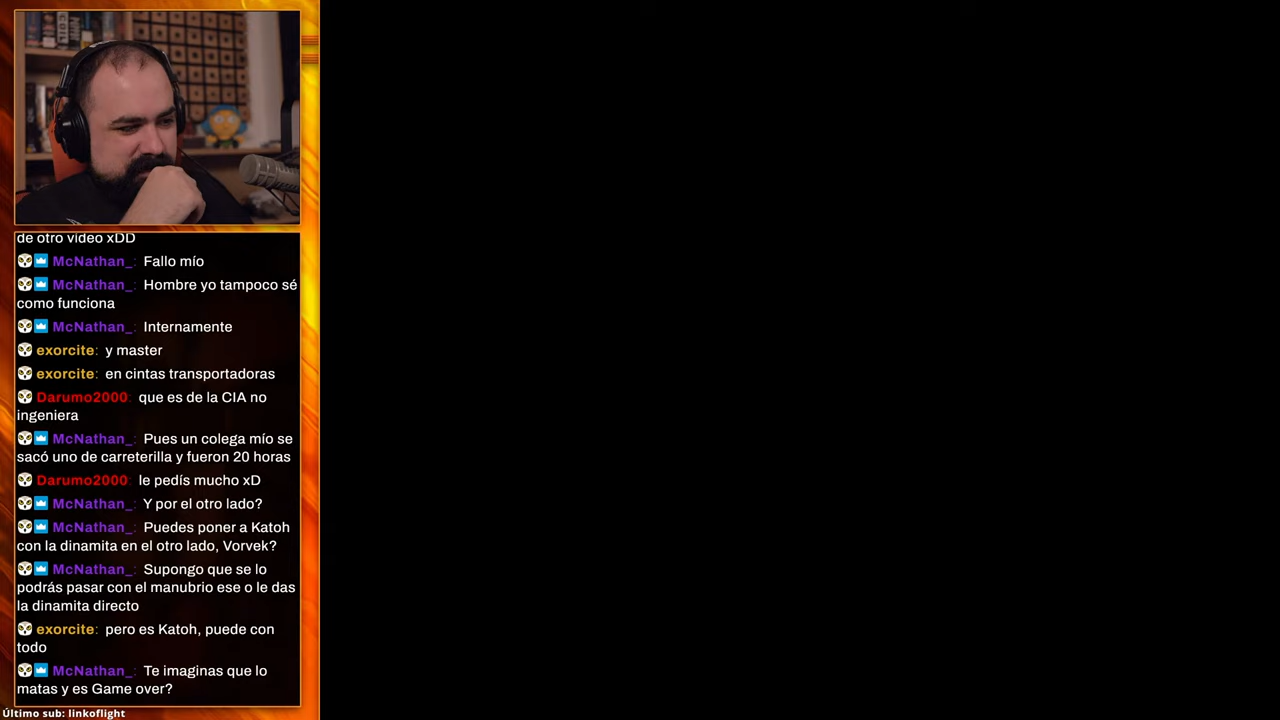 de otro video xDD
McNathan_: Fallo mío
McNathan_: Hombre yo tampoco sé
como funciona
McNathan_: Internamente
exorcite: y master
exorcite: en cintas transportadoras
Darumo2000: que es de la CIA no
ingeniera
McNathan_: Pues un colega mío se
sacó uno de carreterilla y fueron 20 horas
Darumo2000: le pedís mucho xD
McNathan_: Y por el otro lado?
McNathan_: Puedes poner a Katoh
con la dinamita en el otro lado, Vorvek?
McNathan_: Supongo que se lo
podrás pasar con el manubrio ese o le das
la dinamita directo
exorcite: pero es Katoh, puede con
todo
McNathan_: Te imaginas que lo
matas y es Game over?
Último sub: linkoflight